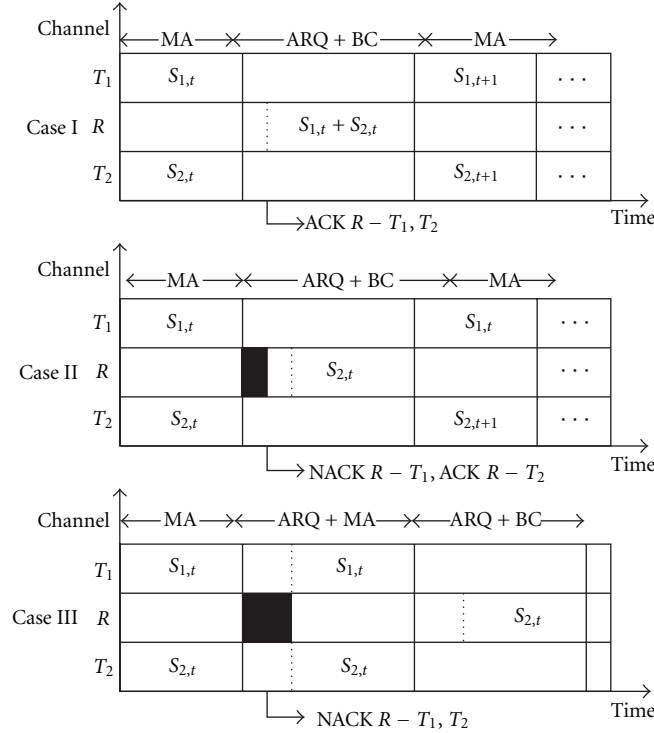 Channel
MA ARQ + BC MA
T1 S1,t S1,t+1 ···
Case I R S1,t + S2,t ···
T2 S2,t S2,t+1 ···
Time
ACK R − T1, T2
Channel
MA ARQ + BC MA
T1 S1,t S1,t ···
Case II R S2,t ···
T2 S2,t S2,t+1 ···
Time
NACK R − T1, ACK R − T2
Channel
MA ARQ + MA ARQ + BC
T1 S1,t S1,t
Case III R S2,t
T2 S2,t S2,t
Time
NACK R − T1, T2